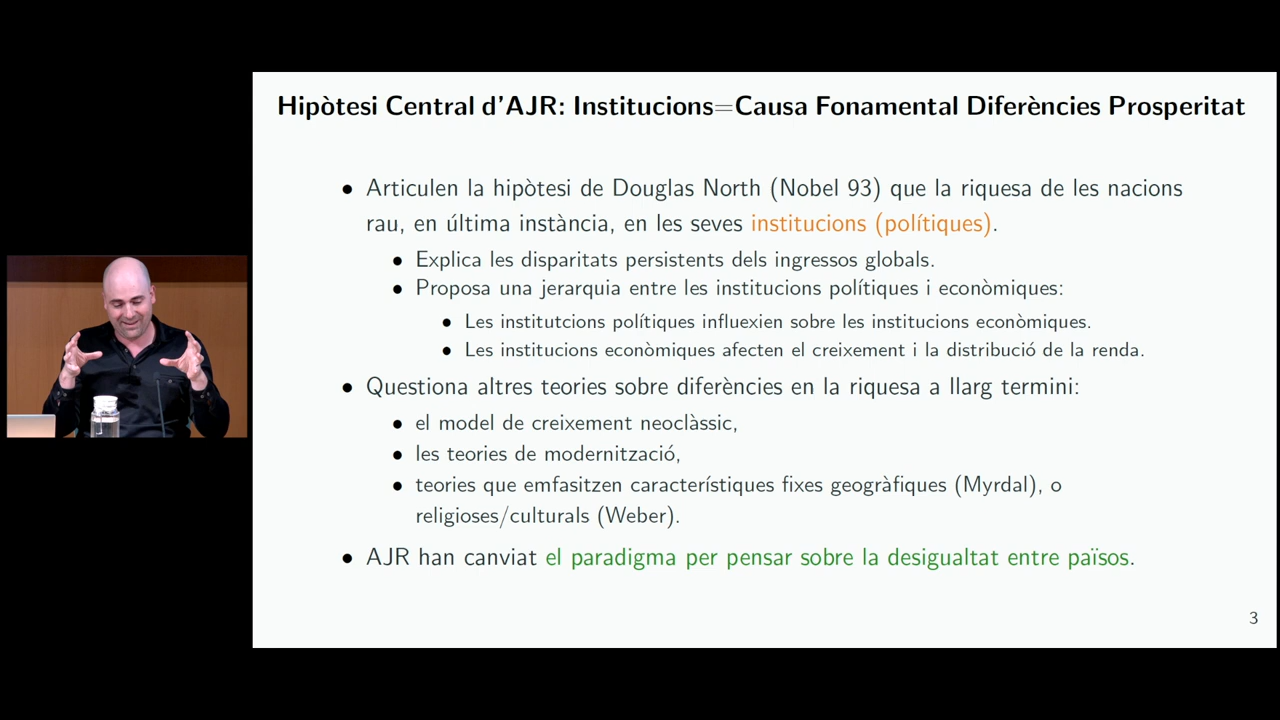 Hipòtesi Central d'AJR: Institucions=Causa Fonamental Diferències Prosperitat
• Articulen la hipòtesi de Douglas North (Nobel 93) que la riquesa de les nacions
rau, en última instància, en les seves institucions (polítiques).
• Explica les disparitats persistents dels ingressos globals.
• Proposa una jerarquia entre les institucions polítiques i econòmiques:
• Les institutcions polítiques influexien sobre les institucions econòmiques.
• Les institucions econòmiques afecten el creixement i la distribució de la renda.
• Questiona altres teories sobre diferències en la riquesa a llarg termini:
• el model de creixement neoclàssic,
• les teories de modernització,
• teories que emfasitzen característiques fixes geogràfiques (Myrdal), o
religioses/culturals (Weber).
• AJR han canviat el paradigma per pensar sobre la desigualtat entre països.
3